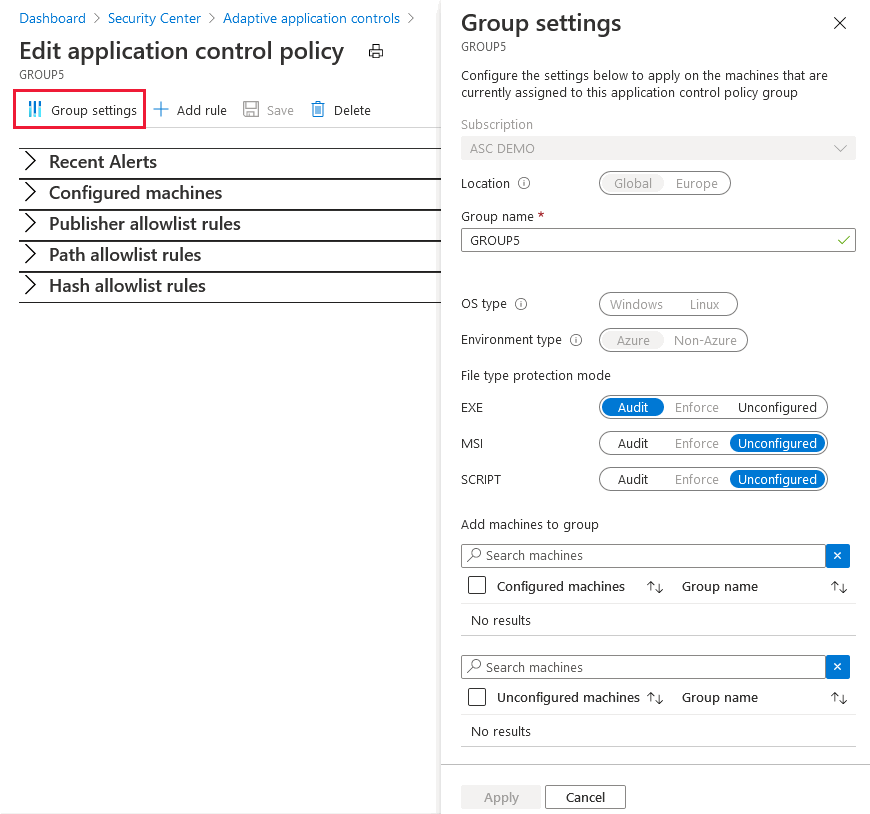 Dashboard > Security Center > Adaptive application controls >
Edit application control policy
GROUP5
Group settings
Add rule
Save
Delete
Recent Alerts
Configured machines
Publisher allowlist rules
Path allowlist rules
Hash allowlist rules
Group settings
GROUP5
Configure the settings below to apply on the machines that are
currently assigned to this application control policy group
Subscription
ASC DEMO
Location
Global Europe
Group name *
GROUP5
OS type
Windows Linux
Environment type
Azure Non-Azure
File type protection mode
EXE Audit Enforce Unconfigured
MSI Audit Enforce Unconfigured
SCRIPT Audit Enforce Unconfigured
Add machines to group
Search machines
Configured machines Group name
No results
Search machines
Unconfigured machines Group name
No results
Apply Cancel